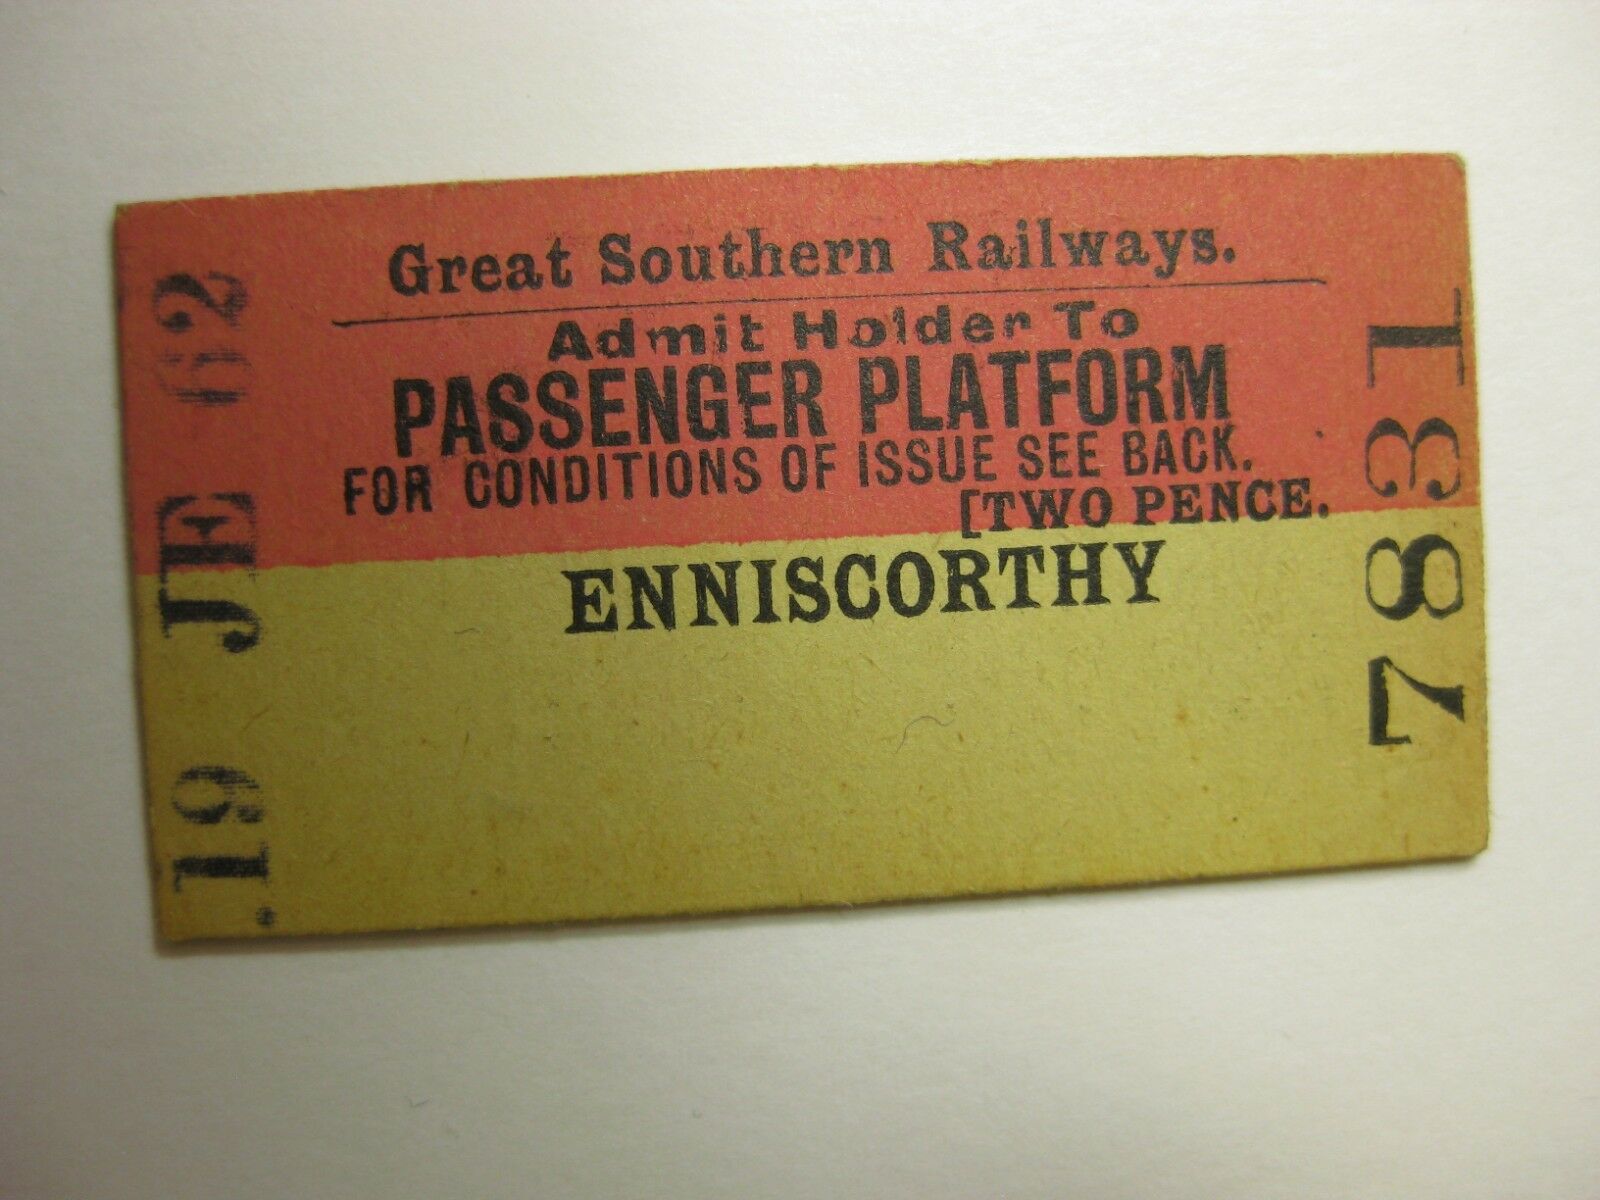 Great Southern Railways.
Admit Holder To
PASSENGER PLATFORM
FOR CONDITIONS OF ISSUE SEE BACK.
[TWO PENCE.
ENNISCORTHY
.19 JE 62
7831